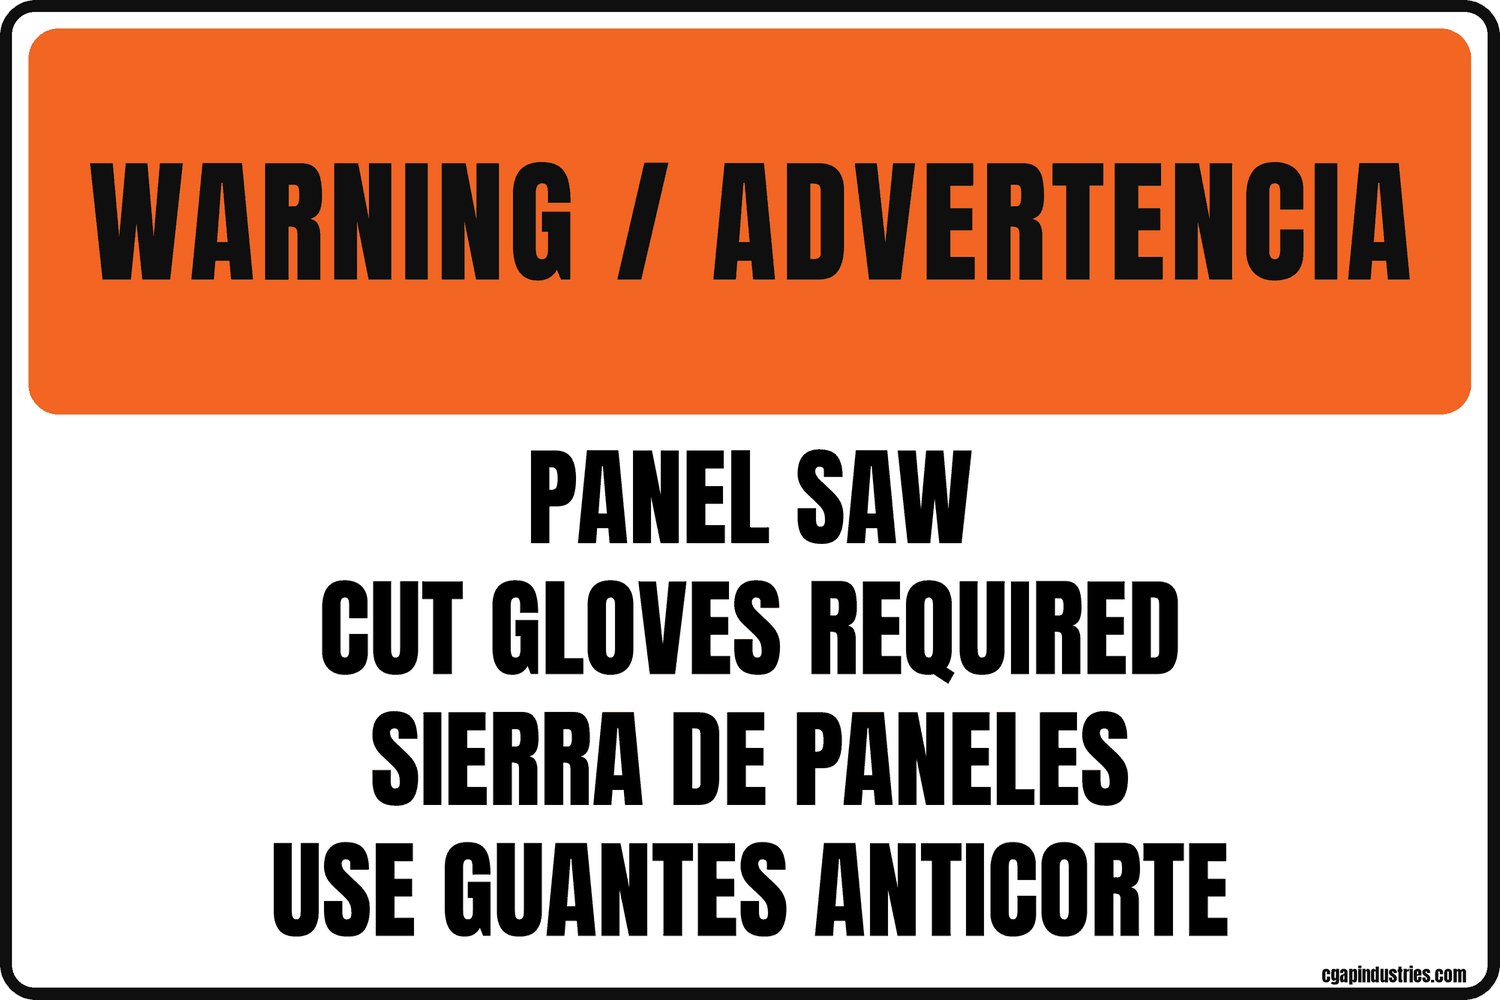 WARNING / ADVERTENCIA
PANEL SAW
CUT GLOVES REQUIRED
SIERRA DE PANELES
USE GUANTES ANTICORTE
cgapindustries.com